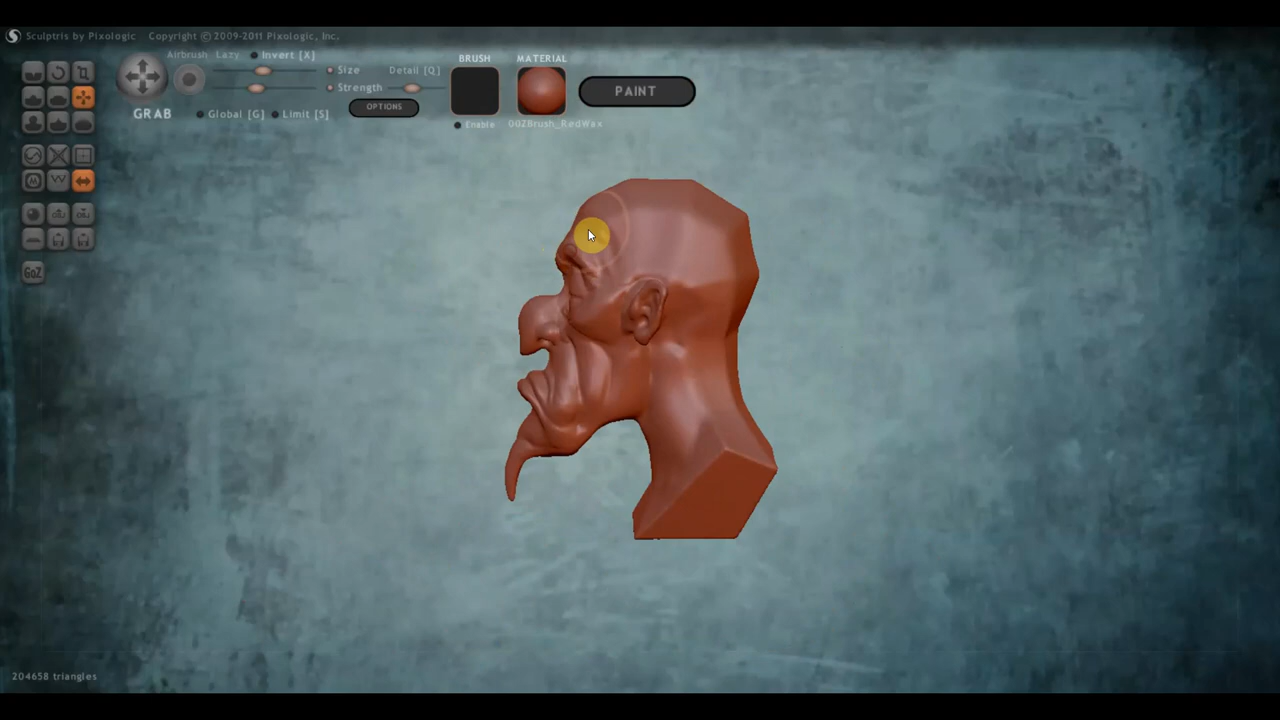 Sculptris by Pixologic Copyright ©2009-2011 Pixologic, Inc.
Airbrush Lazy Invert [X]
Size Detail [Q]
Strength
OPTIONS
GRAB Global [G] Limit [S]
BRUSH
Enable
MATERIAL
00ZBrush_RedWax
PAINT
GoZ
204658 triangles